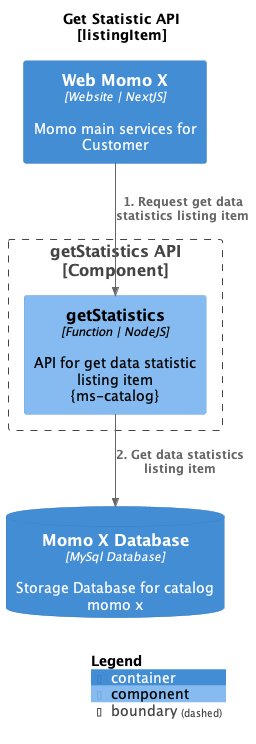 Get Statistic API
[listingItem]
Web Momo X
[Website | NextJS]
Momo main services for
Customer
1. Request get data
statistics listing item
getStatistics API
[Component]
getStatistics
[Function | NodeJS]
API for get data statistic
listing item
{ms-catalog}
2. Get data statistics
listing item
Momo X Database
[MySql Database]
Storage Database for catalog
momo x
Legend
container
component
boundary (dashed)